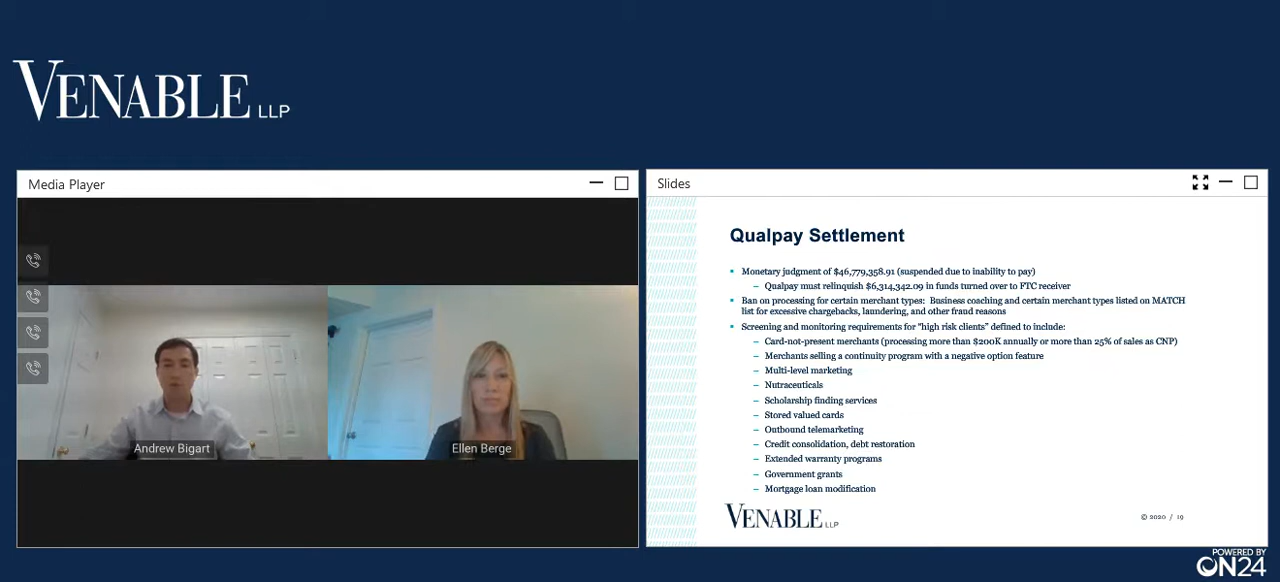 VENABLE LLP
Media Player
Andrew Bigart
Ellen Berge
Slides
Qualpay Settlement
▪ Monetary judgment of $46,779,358.91 (suspended due to inability to pay)
– Qualpay must relinquish $6,314,342.09 in funds turned over to FTC receiver
▪ Ban on processing for certain merchant types: Business coaching and certain merchant types listed on MATCH
list for excessive chargebacks, laundering, and other fraud reasons
▪ Screening and monitoring requirements for “high risk clients” defined to include:
– Card-not-present merchants (processing more than $200K annually or more than 25% of sales as CNP)
– Merchants selling a continuity program with a negative option feature
– Multi-level marketing
– Nutraceuticals
– Scholarship finding services
– Stored valued cards
– Outbound telemarketing
– Credit consolidation, debt restoration
– Extended warranty programs
– Government grants
– Mortgage loan modification
VENABLE LLP
© 2020 / 19
POWERED BY
ON24